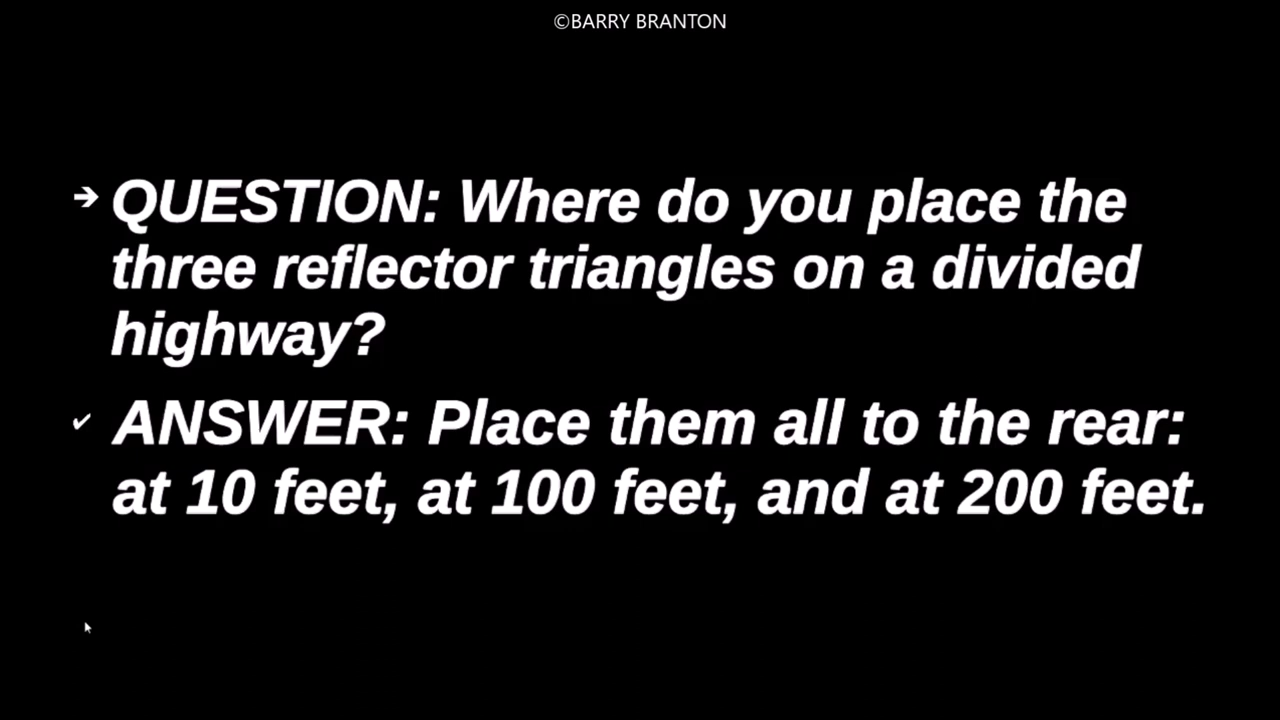 ©BARRY BRANTON
➔ QUESTION: Where do you place the
three reflector triangles on a divided
highway?
✓ ANSWER: Place them all to the rear:
at 10 feet, at 100 feet, and at 200 feet.